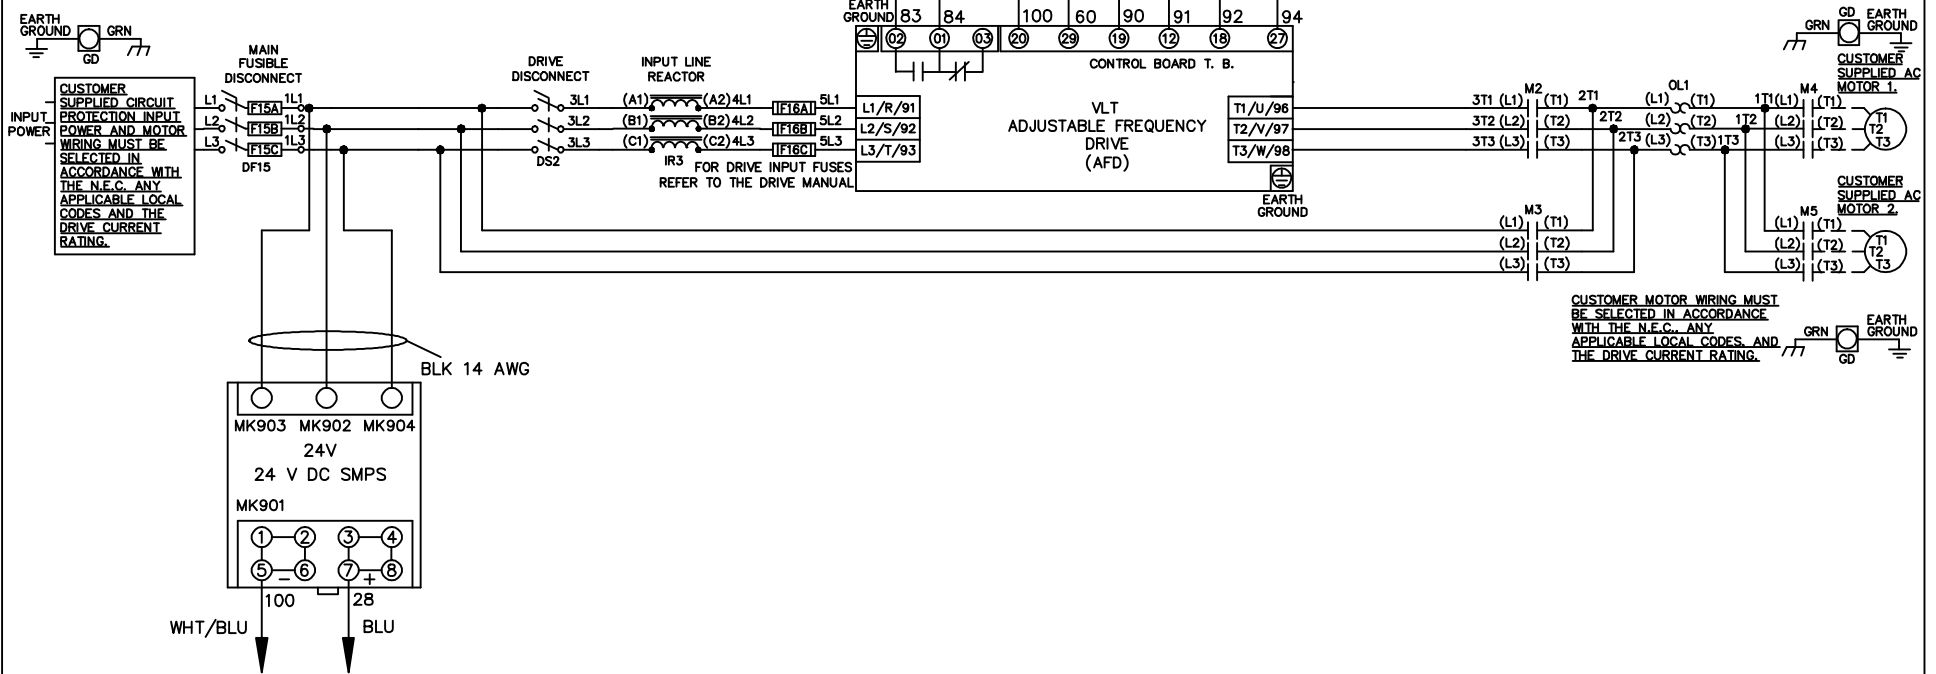 EARTH
GROUND
GRN
GD
INPUT
POWER
CUSTOMER
SUPPLIED CIRCUIT
PROTECTION INPUT
POWER AND MOTOR
WIRING MUST BE
SELECTED IN
ACCORDANCE WITH
THE N.E.C. ANY
APPLICABLE LOCAL
CODES AND THE
DRIVE CURRENT
RATING.
MAIN
FUSIBLE
DISCONNECT
L1 F15A 1L1
L2 F15B 1L2
L3 F15C 1L3
DF15
DRIVE
DISCONNECT
3L1
3L2
3L3
DS2
INPUT LINE
REACTOR
(A1) (A2) 4L1 F16A 5L1
(B1) (B2) 4L2 F16B 5L2
(C1) (C2) 4L3 F16C 5L3
IR3
FOR DRIVE INPUT FUSES
REFER TO THE DRIVE MANUAL
EARTH
GROUND
83 84 100 60 90 91 92 94
02 01 03 20 29 19 12 18 27
CONTROL BOARD T. B.
L1/R/91
L2/S/92
L3/T/93
VLT
ADJUSTABLE FREQUENCY
DRIVE
(AFD)
T1/U/96
T2/V/97
T3/W/98
EARTH
GROUND
M2
3T1 (L1) (T1) 2T1
3T2 (L2) (T2) 2T2
3T3 (L3) (T3) 2T3
OL1
(L1) (T1) 1T1
(L2) (T2) 1T2
(L3) (T3) 1T3
M4
(L1) (T1)
(L2) (T2)
(L3) (T3)
T1
T2
T3
GRN
GD
EARTH
GROUND
CUSTOMER
SUPPLIED AC
MOTOR 1.
M3
(L1) (T1)
(L2) (T2)
(L3) (T3)
CUSTOMER
SUPPLIED AC
MOTOR 2.
M5
(L1) (T1)
(L2) (T2)
(L3) (T3)
T1
T2
T3
CUSTOMER MOTOR WIRING MUST
BE SELECTED IN ACCORDANCE
WITH THE N.E.C., ANY
APPLICABLE LOCAL CODES, AND
THE DRIVE CURRENT RATING.
GRN
GD
EARTH
GROUND
BLK 14 AWG
MK903 MK902 MK904
24V
24 V DC SMPS
MK901
1 2 3 4
5 6 7 8
- +
100 28
WHT/BLU BLU